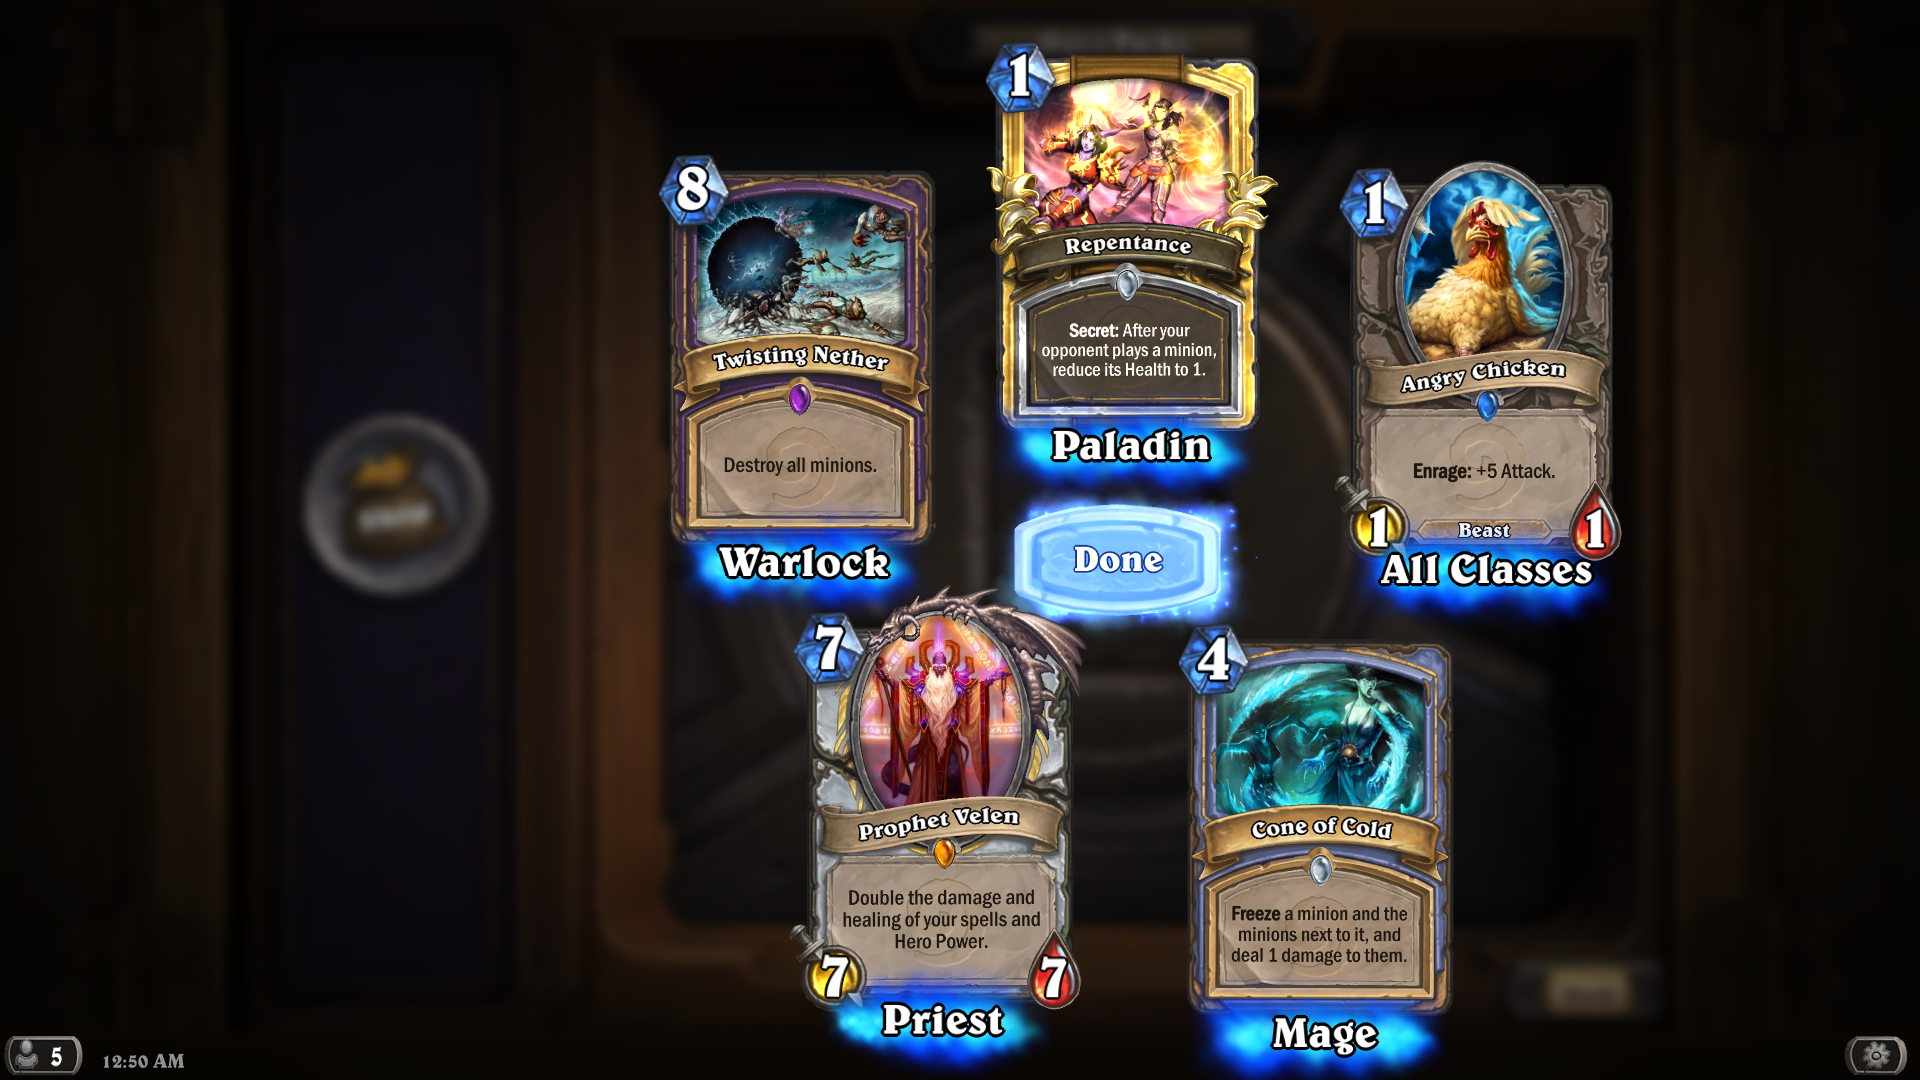 1
Repentance
Secret: After your
opponent plays a minion,
reduce its Health to 1.
Paladin
8
Twisting Nether
Destroy all minions.
Warlock
1
Angry Chicken
Enrage: +5 Attack.
1
Beast
1
All Classes
Done
7
Prophet Velen
Double the damage and
healing of your spells and
Hero Power.
7
7
Priest
4
Cone of Cold
Freeze a minion and the
minions next to it, and
deal 1 damage to them.
Mage
5
12:50 AM